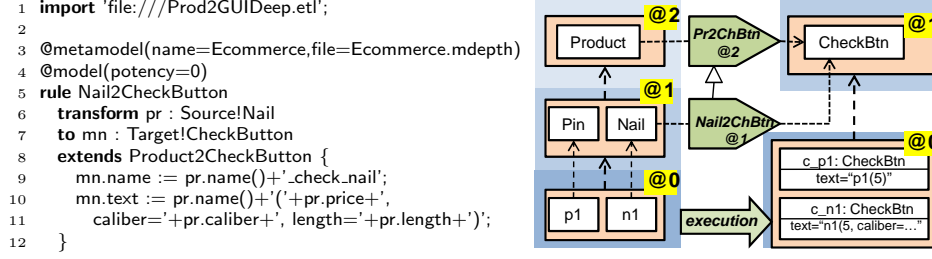 1 import 'file:///Prod2GUIDeep.etl';
2
3 @metamodel(name=Ecommerce,file=Ecommerce.mdepth)
4 @model(potency=0)
5 rule Nail2CheckButton
6 transform pr : Source!Nail
7 to mn : Target!CheckButton
8 extends Product2CheckButton {
9 mn.name := pr.name()+'_check_nail';
10 mn.text := pr.name()+'('+pr.price+',
11 caliber='+pr.caliber+', length='+pr.length+')';
12 }
@2
Product
Pr2ChBtn
@2
@1
CheckBtn
@1
Pin
Nail
Nail2ChBtn
@1
@0
p1
n1
execution
@0
c_p1: CheckBtn
text="p1(5)"
c_n1: CheckBtn
text="n1(5, caliber=…"